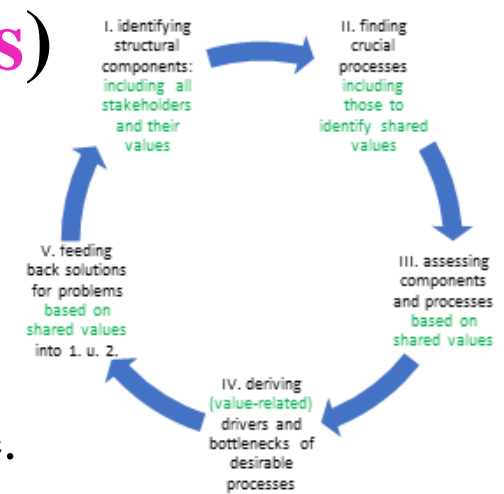 s)
I. identifying
structural
components:
including all
stakeholders
and their
values
II. finding
crucial
processes
including
those to
identify shared
values
III. assessing
components
and processes
based on
shared values
IV. deriving
(value-related)
drivers and
bottlenecks of
desirable
processes
V. feeding
back solutions
for problems
based on
shared values
into 1. u. 2.